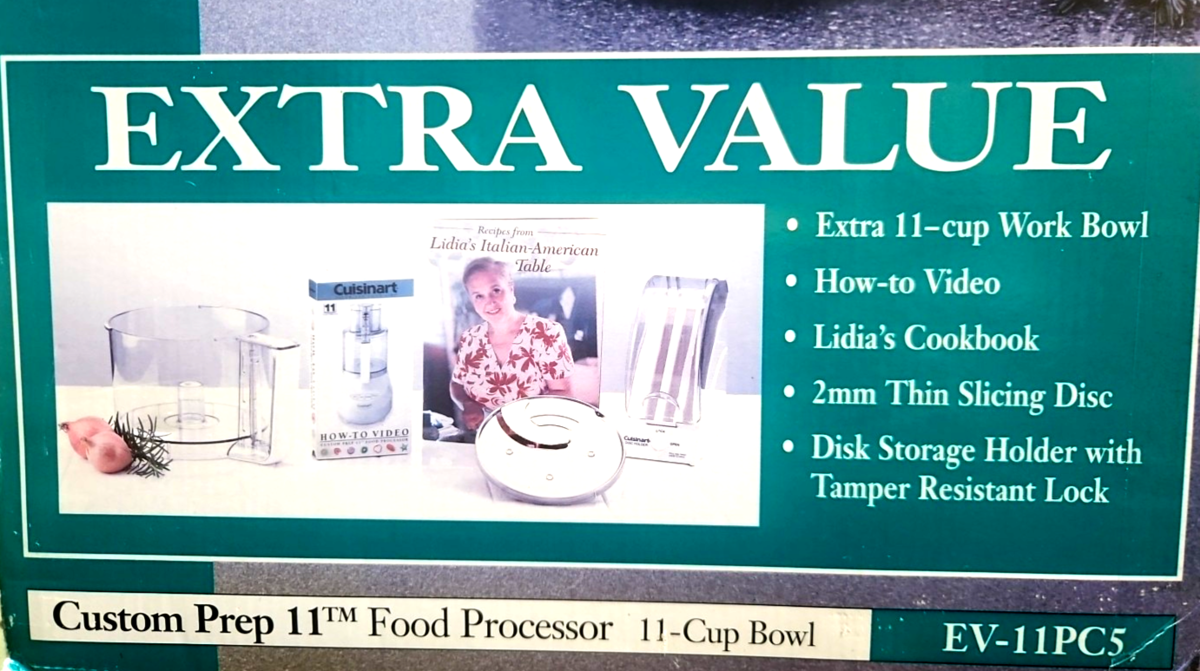 EXTRA VALUE
Recipes from
Lidia's Italian-American
Table
Cuisinart
11
HOW-TO VIDEO
Cuisinart
• Extra 11-cup Work Bowl
• How-to Video
• Lidia's Cookbook
• 2mm Thin Slicing Disc
• Disk Storage Holder with
Tamper Resistant Lock
Custom Prep 11™ Food Processor 11-Cup Bowl
EV-11PC5